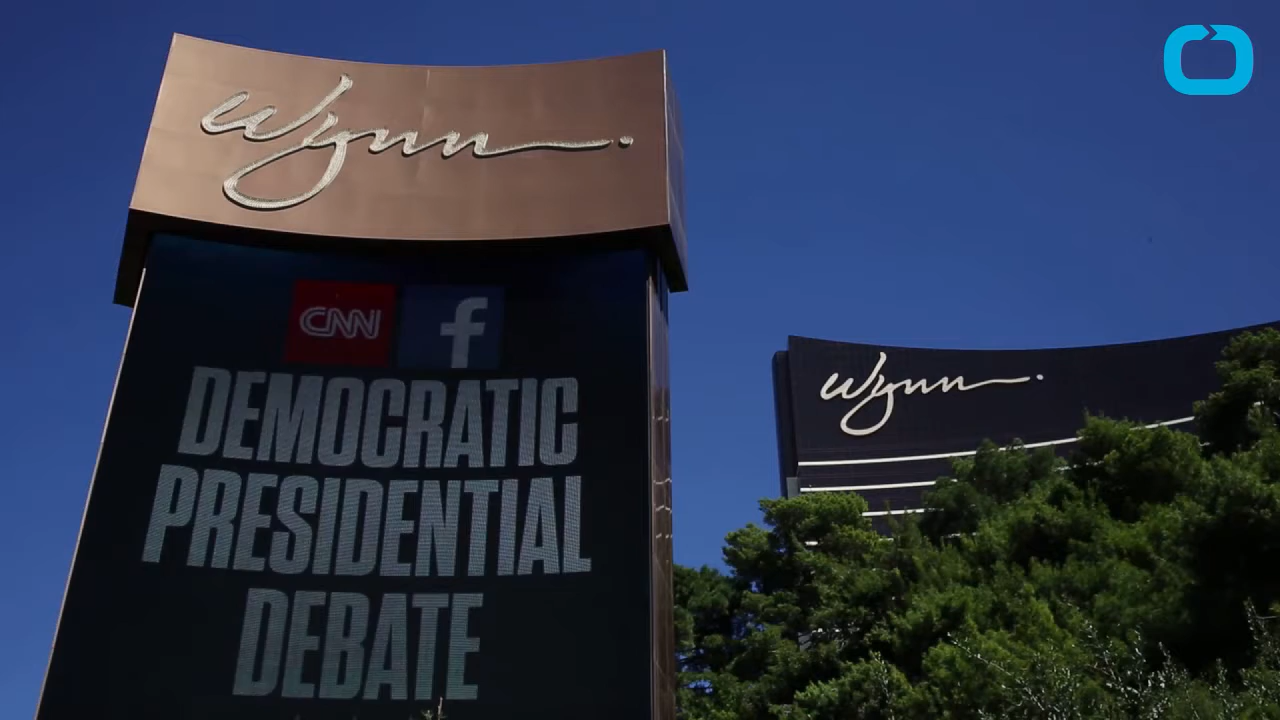 Wynn.
CNN f
DEMOCRATIC
PRESIDENTIAL
DEBATE
Wynn.